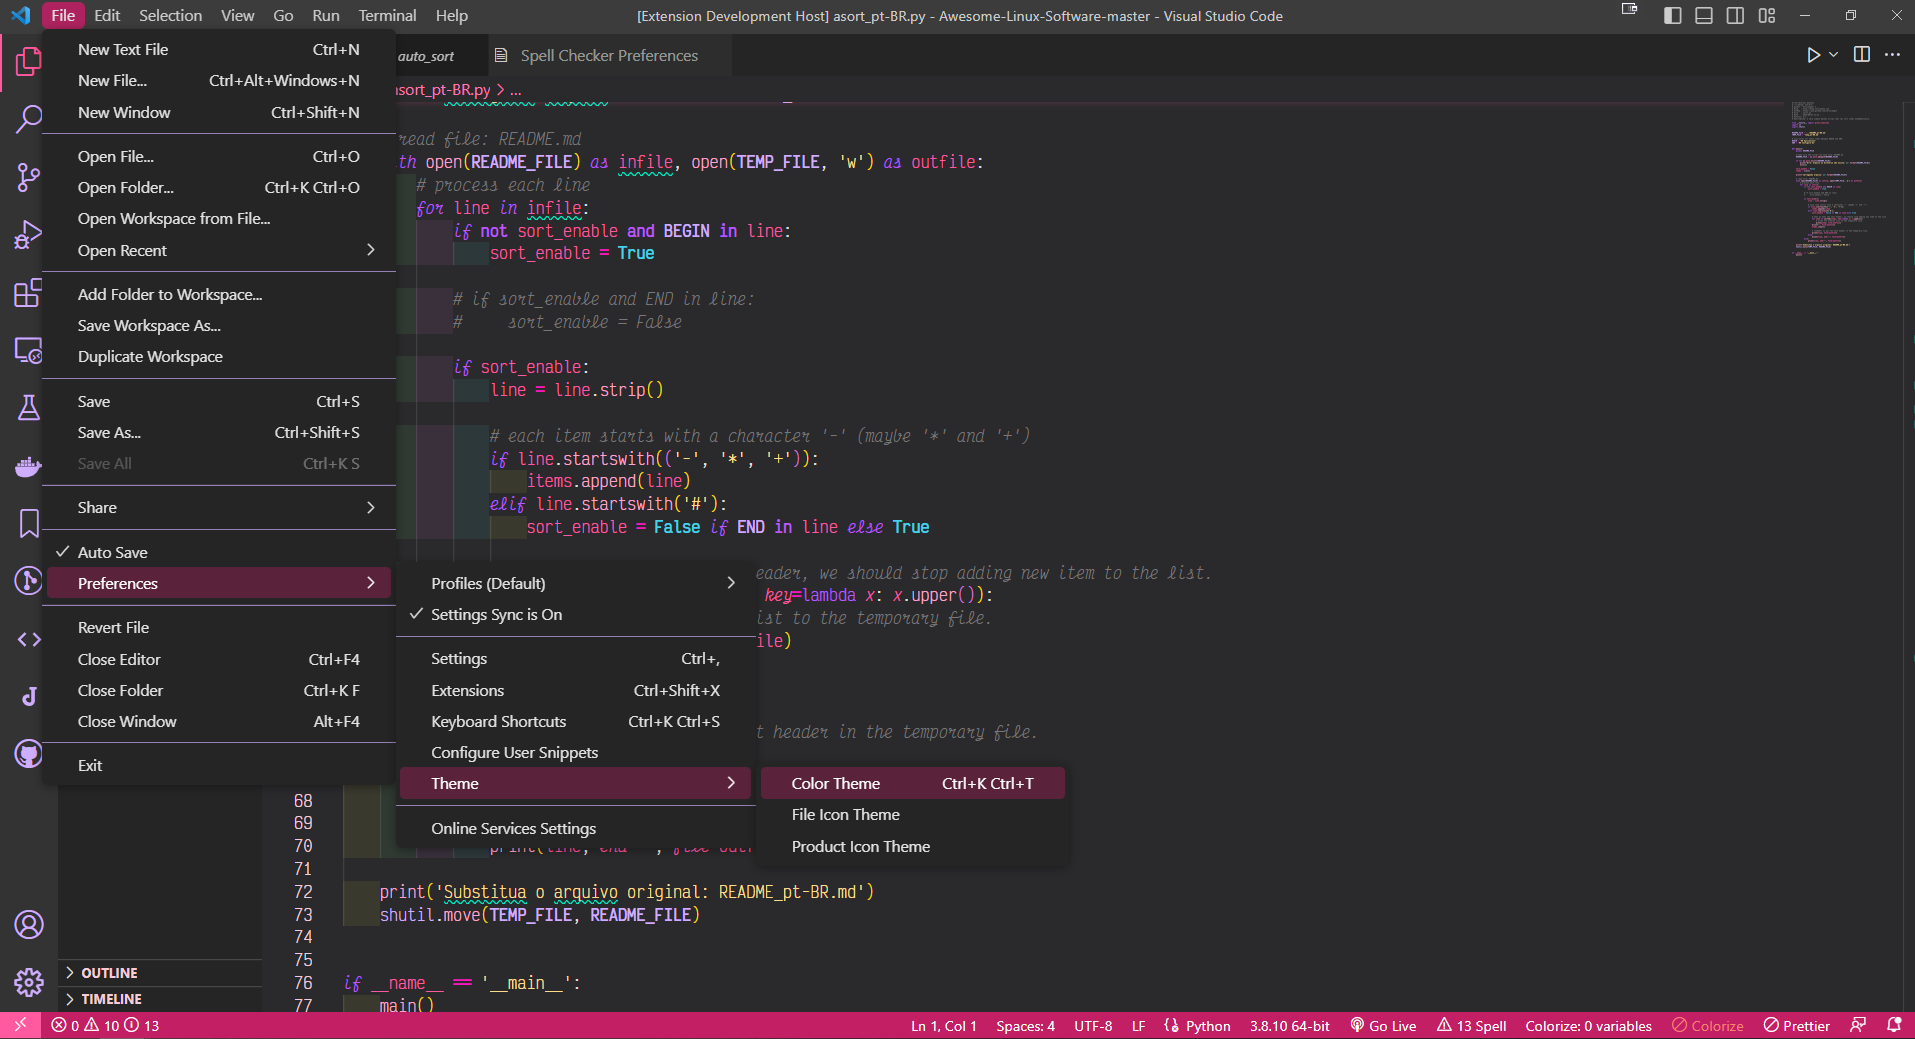 File Edit Selection View Go Run Terminal Help
[Extension Development Host] asort_pt-BR.py - Awesome-Linux-Software-master - Visual Studio Code
auto_sort
Spell Checker Preferences
asort_pt-BR.py > ...
New Text File Ctrl+N
New File... Ctrl+Alt+Windows+N
New Window Ctrl+Shift+N
Open File... Ctrl+O
Open Folder... Ctrl+K Ctrl+O
Open Workspace from File...
Open Recent
Add Folder to Workspace...
Save Workspace As...
Duplicate Workspace
Save Ctrl+S
Save As... Ctrl+Shift+S
Save All Ctrl+K S
Share
Auto Save
Preferences
Revert File
Close Editor Ctrl+F4
Close Folder Ctrl+K F
Close Window Alt+F4
Exit
Profiles (Default)
Settings Sync is On
Settings Ctrl+,
Extensions Ctrl+Shift+X
Keyboard Shortcuts Ctrl+K Ctrl+S
Configure User Snippets
Theme
Online Services Settings
Color Theme Ctrl+K Ctrl+T
File Icon Theme
Product Icon Theme
read file: README.md
th open(README_FILE) as infile, open(TEMP_FILE, 'w') as outfile:
# process each line
for line in infile:
if not sort_enable and BEGIN in line:
sort_enable = True
# if sort_enable and END in line:
#     sort_enable = False
if sort_enable:
line = line.strip()
# each item starts with a character '-' (maybe '*' and '+')
if line.startswith(('-', '*', '+')):
items.append(line)
elif line.startswith('#'):
sort_enable = False if END in line else True
eader, we should stop adding new item to the list.
key=lambda x: x.upper()):
ist to the temporary file.
ile)
t header in the temporary file.
68
69
70
71
72 print('Substitua o arquivo original: README_pt-BR.md')
73 shutil.move(TEMP_FILE, README_FILE)
74
75
76 if __name__ == '__main__':
77 main()
OUTLINE
TIMELINE
0 10 13
Ln 1, Col 1 Spaces: 4 UTF-8 LF Python 3.8.10 64-bit Go Live 13 Spell Colorize: 0 variables Colorize Prettier